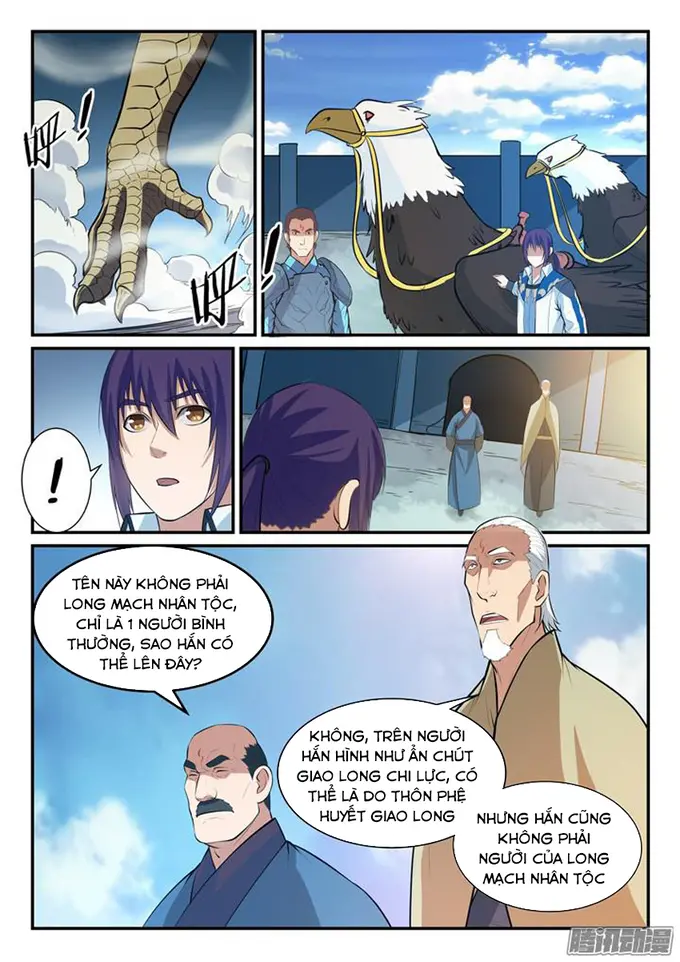 呼!
呼!
!
TÊN NÀY KHÔNG PHẢI
LONG MẠCH NHÂN TỘC,
CHỈ LÀ 1 NGƯỜI BÌNH
THƯỜNG, SAO HẮN CÓ
THỂ LÊN ĐÂY?
KHÔNG, TRÊN NGƯỜI
HẮN HÌNH NHƯ ẨN CHÚT
GIAO LONG CHI LỰC, CÓ
THỂ LÀ DO THÔN PHỆ
HUYẾT GIAO LONG
NHƯNG HẮN CŨNG
KHÔNG PHẢI
NGƯỜI CỦA LONG
MẠCH NHÂN TỘC
腾讯动漫